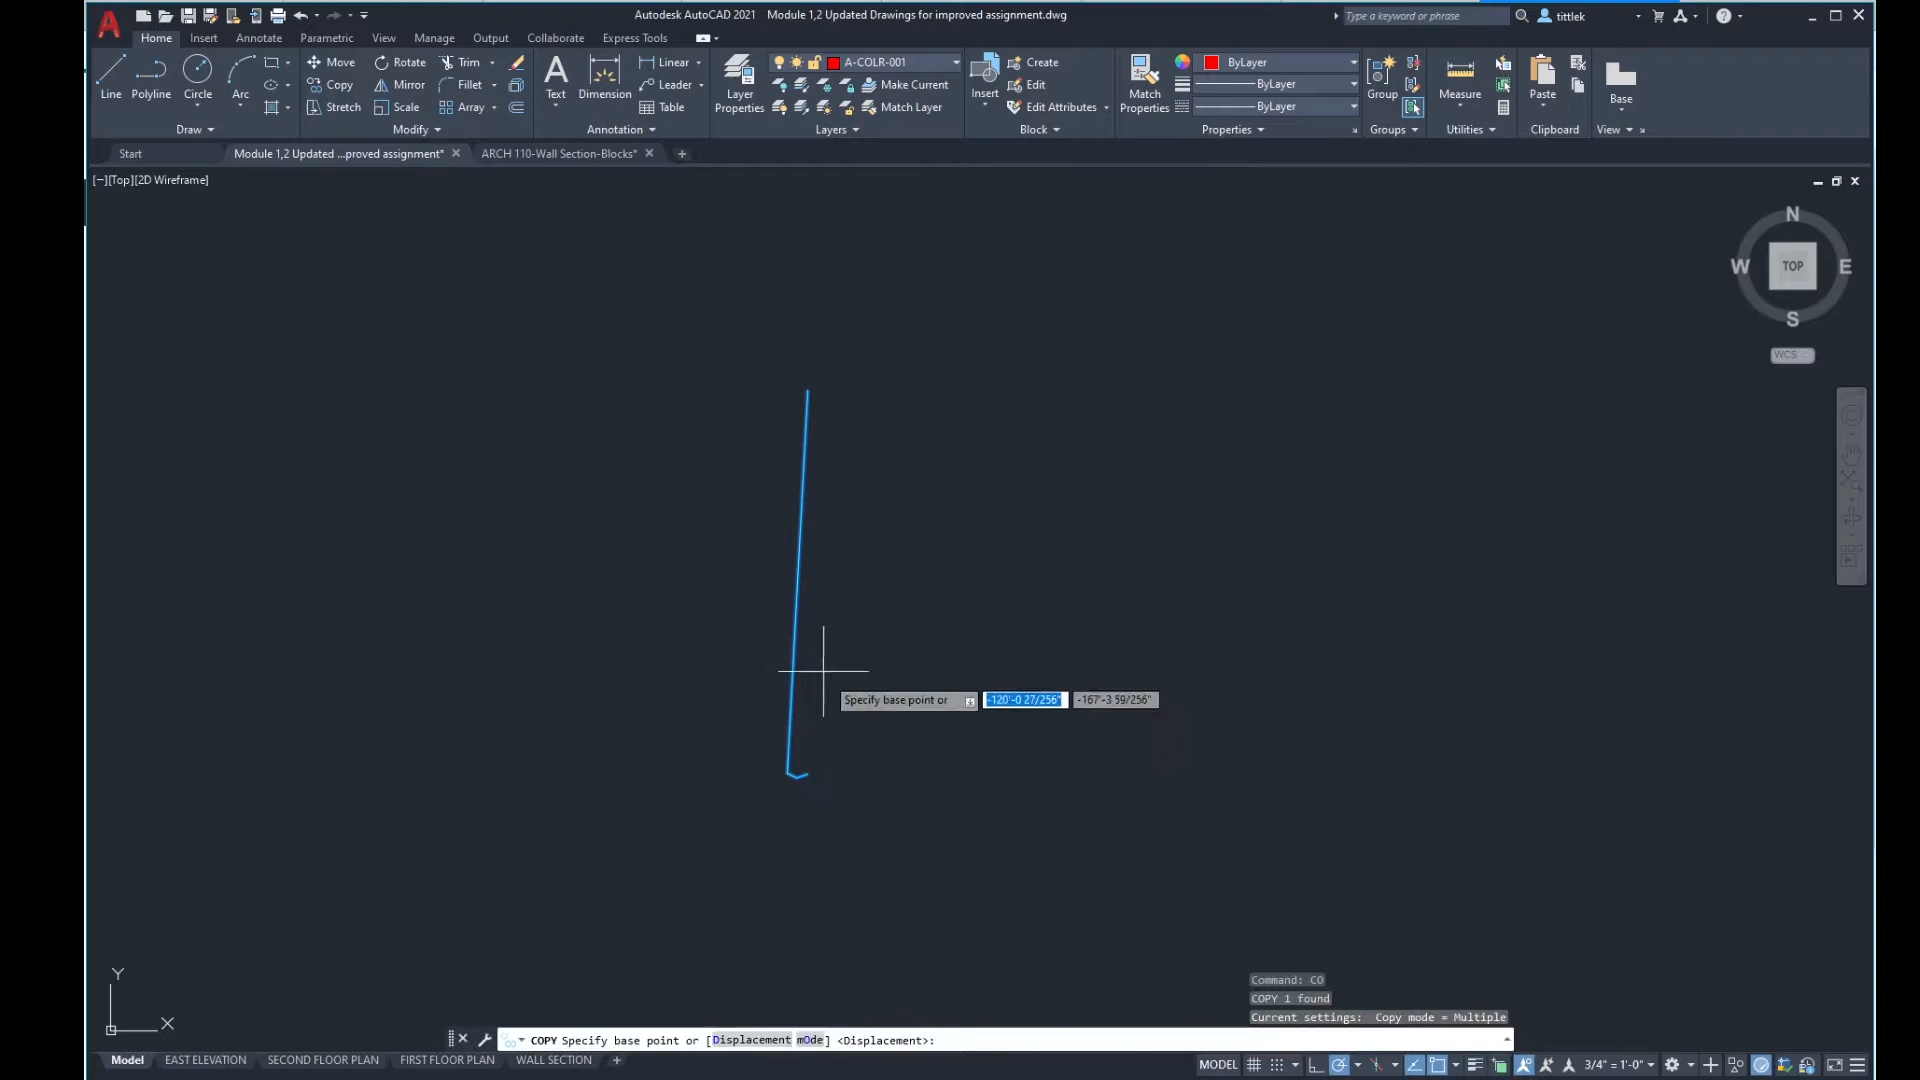 Autodesk AutoCAD 2021 Module 1,2 Updated Drawings for improved assignment.dwg
Type a keyword or phrase
tittlek
Home Insert Annotate Parametric View Manage Output Collaborate Express Tools
Line Polyline Circle Arc
Move Rotate Trim
Copy Mirror Fillet
Stretch Scale Array
Text Dimension
Linear
Leader
Table
Layer Properties
A-COLR-001
Make Current
Match Layer
Insert
Create
Edit
Edit Attributes
Match Properties
ByLayer
ByLayer
ByLayer
Group
Measure
Paste
Base
Draw Modify Annotation Layers Block Properties Groups Utilities Clipboard View
Start Module 1,2 Updated ...proved assignment* ARCH 110-Wall Section-Blocks*
[−][Top][2D Wireframe]
N
W TOP E
S
WCS
Specify base point or -120'-0 27/256" -167'-3 59/256"
Y
X
Command: CO
COPY 1 found
Current settings: Copy mode = Multiple
COPY Specify base point or [Displacement mOde] <Displacement>:
Model EAST ELEVATION SECOND FLOOR PLAN FIRST FLOOR PLAN WALL SECTION
MODEL 3/4" = 1'-0"